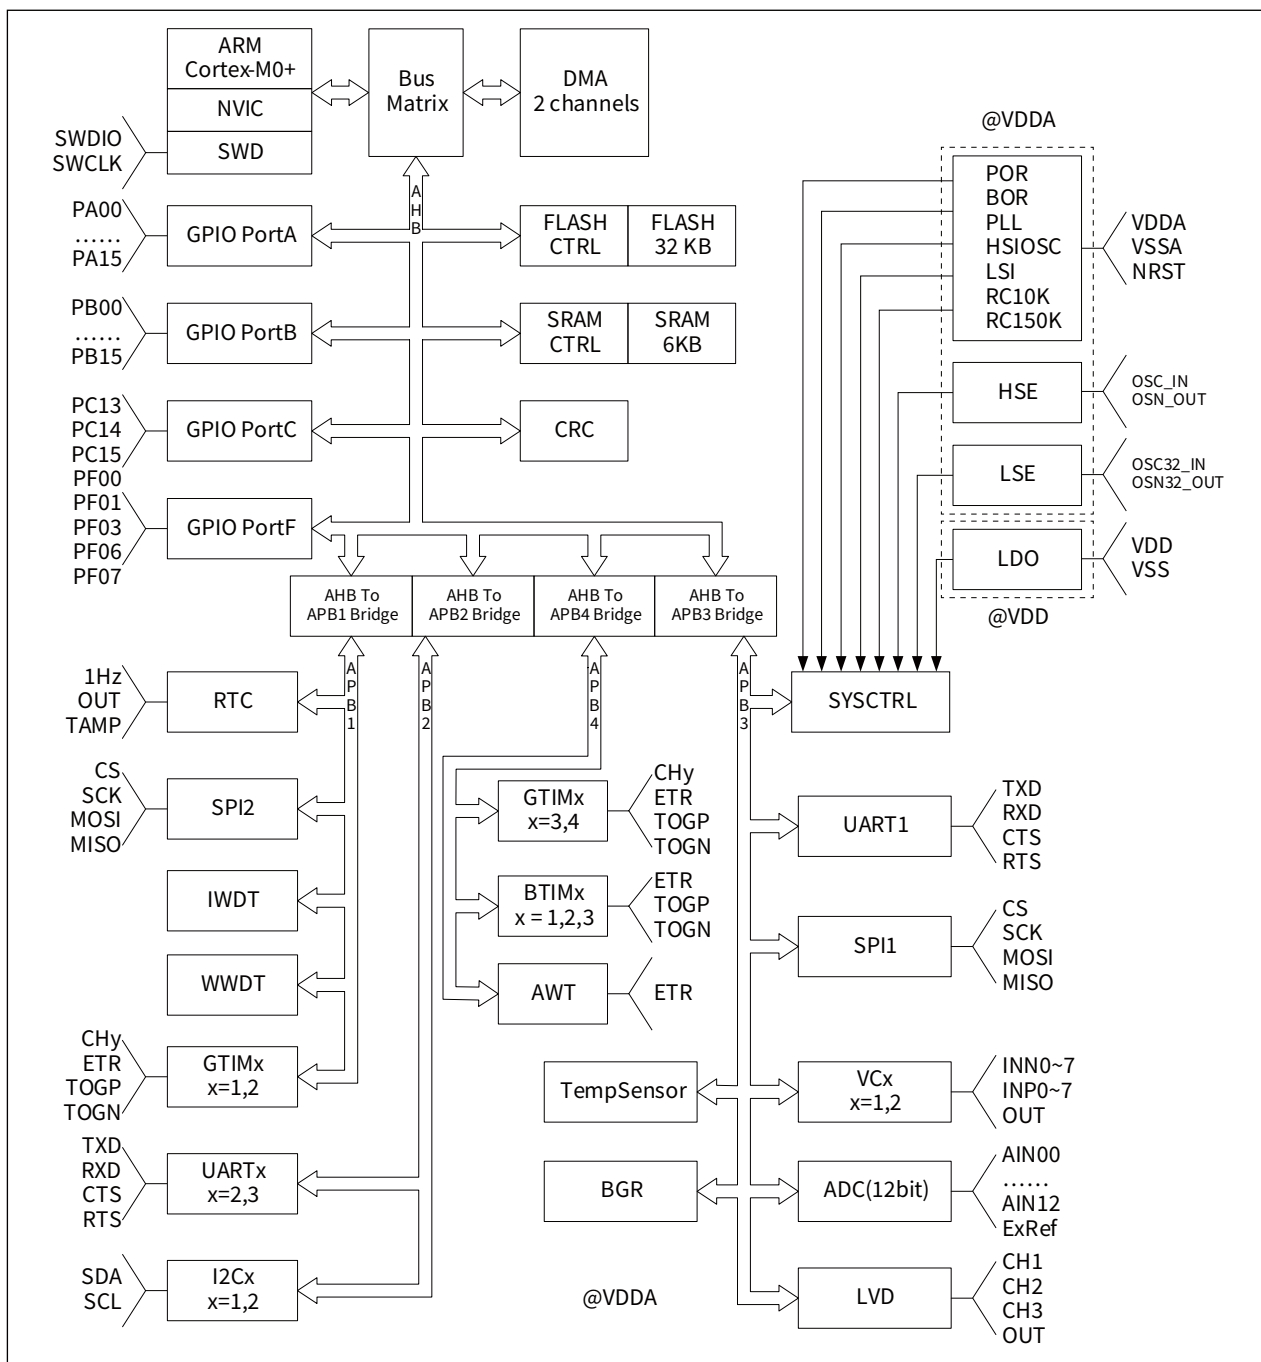 ARM
Cortex-M0+
NVIC
SWD
SWDIO
SWCLK
Bus
Matrix
DMA
2 channels
AHB
PA00
......
PA15
GPIO PortA
FLASH
CTRL
FLASH
32 KB
PB00
......
PB15
GPIO PortB
SRAM
CTRL
SRAM
6KB
PC13
PC14
PC15
GPIO PortC
CRC
PF00
PF01
PF03
PF06
PF07
GPIO PortF
@VDDA
POR
BOR
PLL
HSIOSC
LSI
RC10K
RC150K
VDDA
VSSA
NRST
HSE
OSC_IN
OSN_OUT
LSE
OSC32_IN
OSN32_OUT
LDO
VDD
VSS
@VDD
AHB To
APB1 Bridge
AHB To
APB2 Bridge
AHB To
APB4 Bridge
AHB To
APB3 Bridge
APB1
APB2
APB4
APB3
SYSCTRL
1Hz
OUT
TAMP
RTC
CS
SCK
MOSI
MISO
SPI2
IWDT
WWDT
CHy
ETR
TOGP
TOGN
GTIMx
x=1,2
TXD
RXD
CTS
RTS
UARTx
x=2,3
SDA
SCL
I2Cx
x=1,2
GTIMx
x=3,4
CHy
ETR
TOGP
TOGN
BTIMx
x = 1,2,3
ETR
TOGP
TOGN
AWT
ETR
UART1
TXD
RXD
CTS
RTS
SPI1
CS
SCK
MOSI
MISO
TempSensor
VCx
x=1,2
INN0~7
INP0~7
OUT
BGR
ADC(12bit)
AIN00
......
AIN12
ExRef
@VDDA
LVD
CH1
CH2
CH3
OUT